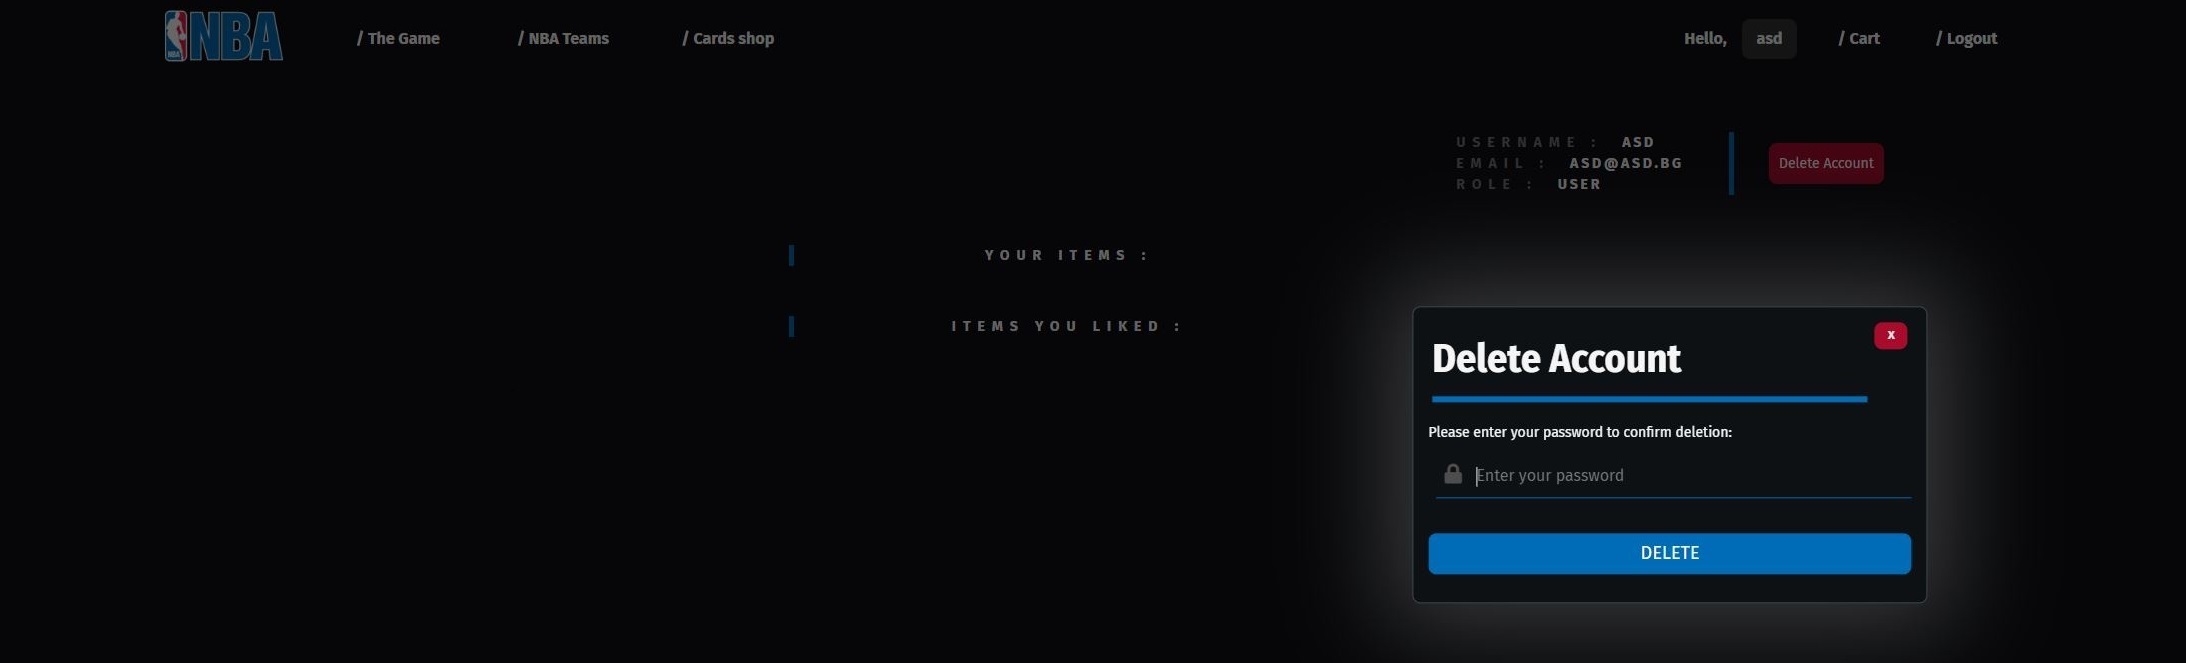 NBA NBA / The Game / NBA Teams / Cards shop Hello, asd / Cart / Logout
USERNAME : ASD
EMAIL : ASD@ASD.BG
ROLE : USER
Delete Account
YOUR ITEMS :
ITEMS YOU LIKED :
x
Delete Account
Please enter your password to confirm deletion:
Enter your password
DELETE